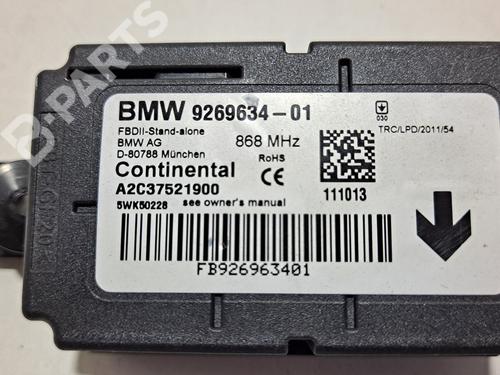 BMW 9269634-01
FBDII-Stand-alone
BMW AG
D-80788 München
868 MHz
RoHS
030
TRC/LPD/2011/54
Continental
CE
A2C37521900
111013
5WK50228 see owner's manual
FB926963401
B-PARTS